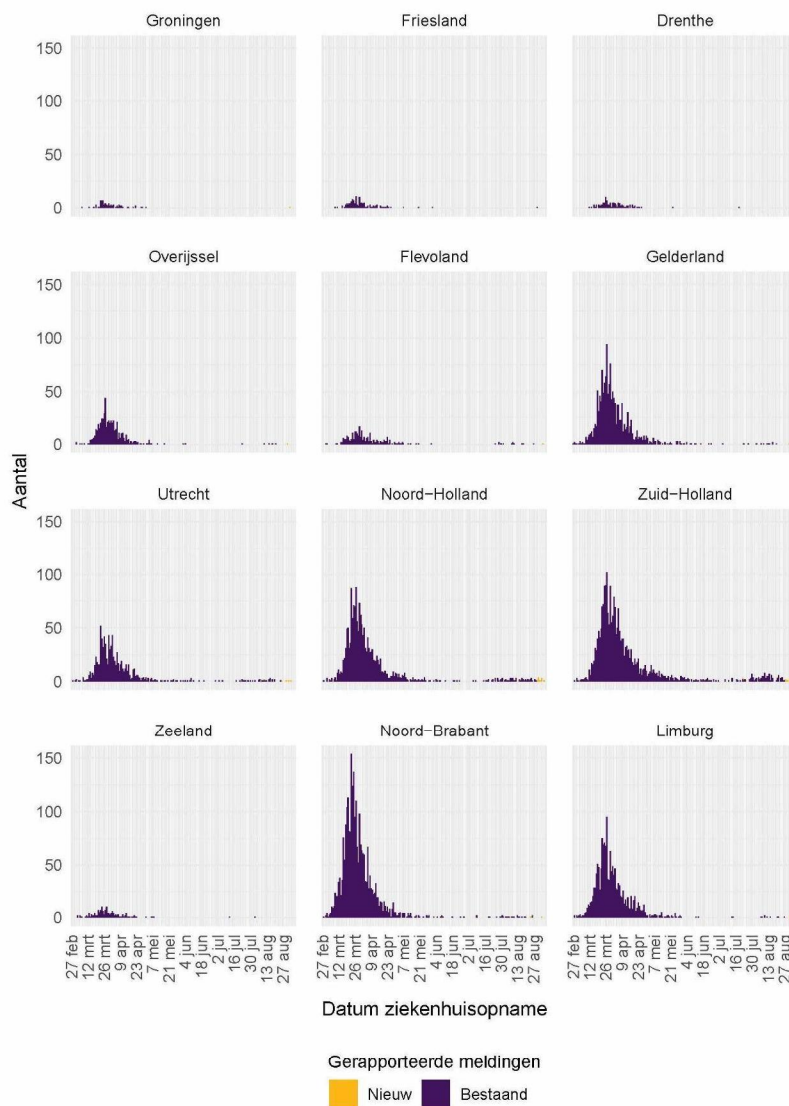 Groningen Friesland Drenthe
150
100
50
0
Overijssel Flevoland Gelderland
150
100
50
0
Aantal
Utrecht Noord-Holland Zuid-Holland
150
100
50
0
Zeeland Noord-Brabant Limburg
150
100
50
0
27 feb 12 mrt 26 mrt 9 apr 23 apr 7 mei 21 mei 4 jun 18 jun 2 jul 16 jul 30 jul 13 aug 27 aug 27 feb 12 mrt 26 mrt 9 apr 23 apr 7 mei 21 mei 4 jun 18 jun 2 jul 16 jul 30 jul 13 aug 27 aug 27 feb 12 mrt 26 mrt 9 apr 23 apr 7 mei 21 mei 4 jun 18 jun 2 jul 16 jul 30 jul 13 aug 27 aug
Datum ziekenhuisopname
Gerapporteerde meldingen
Nieuw Bestaand